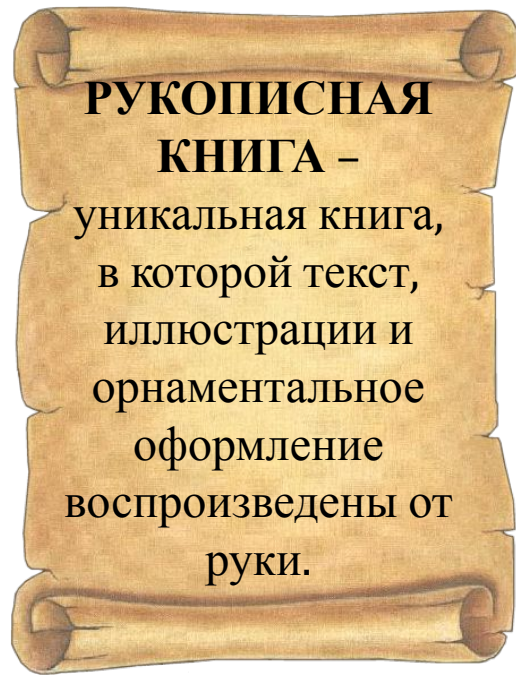 РУКОПИСНАЯ
КНИГА –
уникальная книга,
в которой текст,
иллюстрации и
орнаментальное
оформление
воспроизведены от
руки.